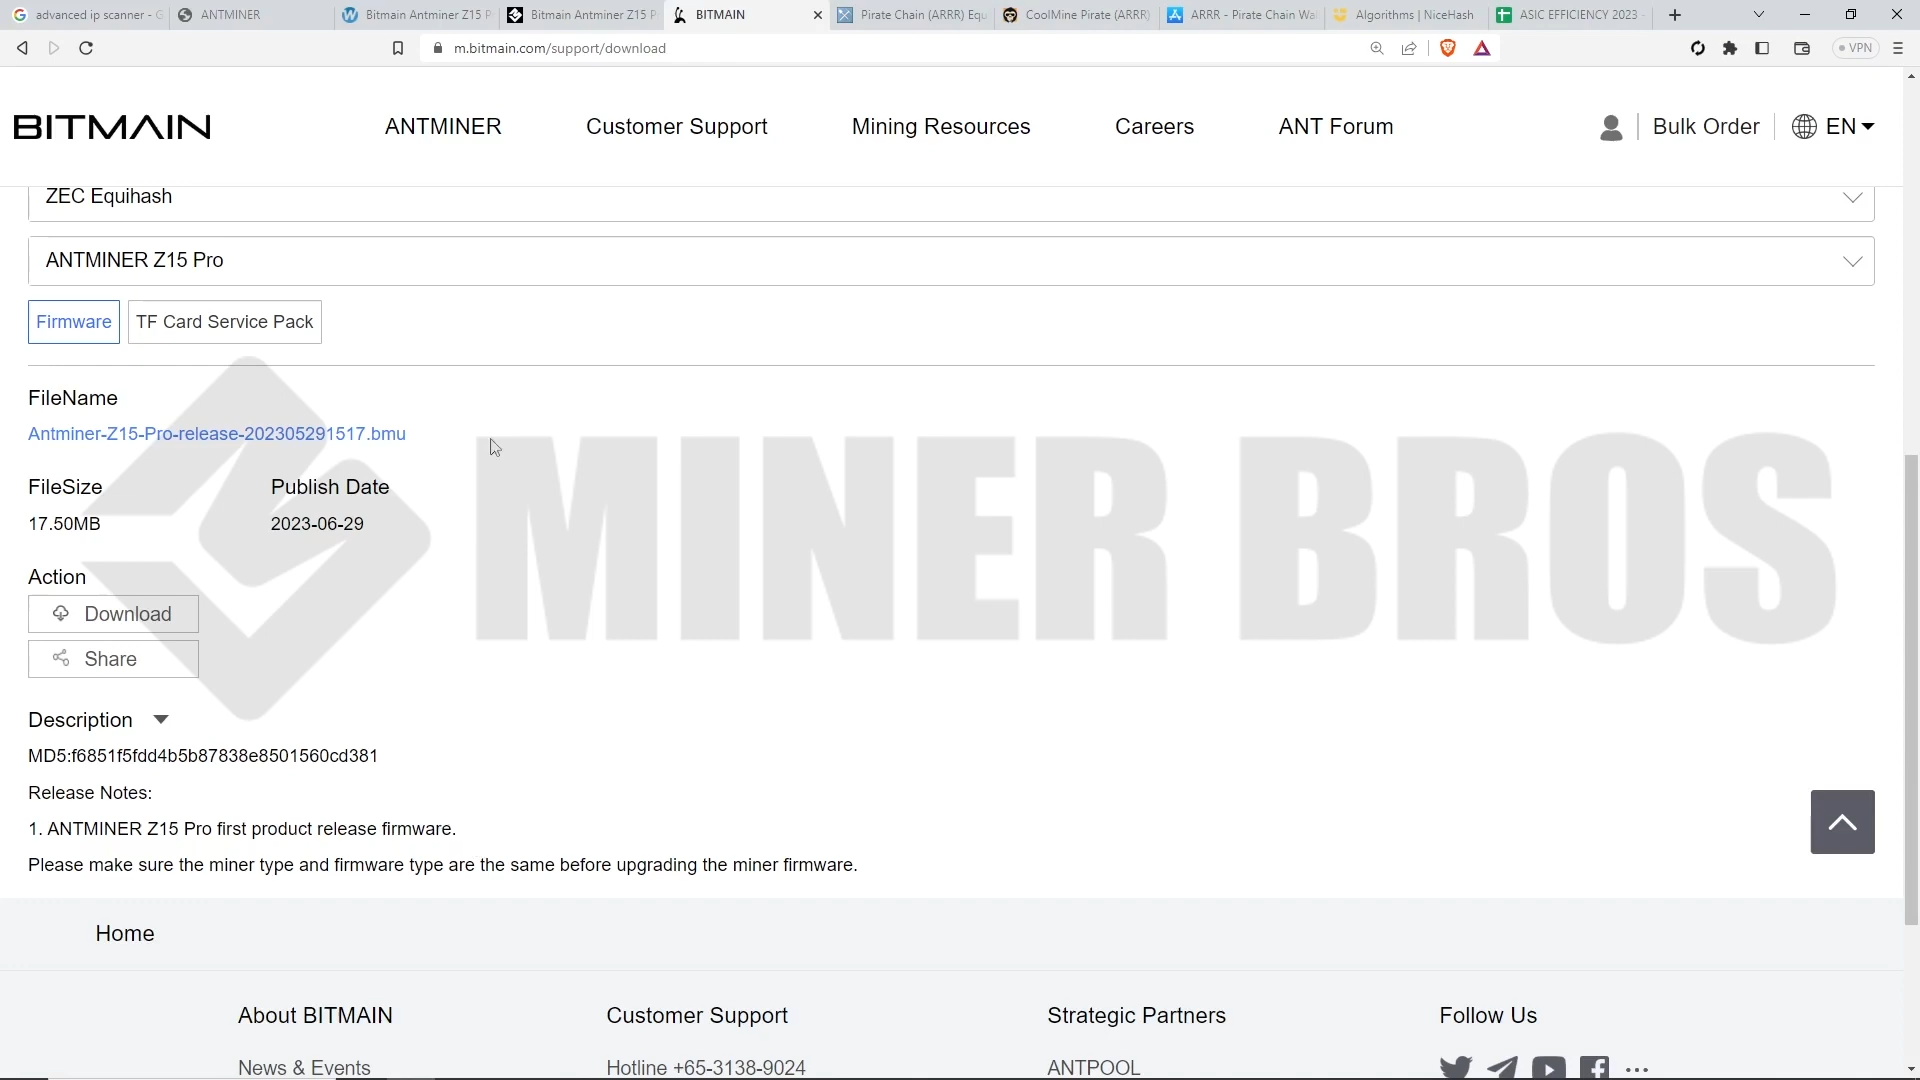 advanced ip scanner - G
ANTMINER
Bitmain Antminer Z15 P
Bitmain Antminer Z15 P
BITMAIN
Pirate Chain (ARRR) Equ
CoolMine Pirate (ARRR)
ARRR - Pirate Chain Wa
Algorithms | NiceHash
ASIC EFFICIENCY 2023 -
m.bitmain.com/support/download
VPN
BITMAIN
ANTMINER
Customer Support
Mining Resources
Careers
ANT Forum
Bulk Order
EN
ZEC Equihash
ANTMINER Z15 Pro
Firmware
TF Card Service Pack
FileName
Antminer-Z15-Pro-release-202305291517.bmu
FileSize
Publish Date
17.50MB
2023-06-29
MINER BROS
Action
Download
Share
Description
MD5:f6851f5fdd4b5b87838e8501560cd381
Release Notes:
1. ANTMINER Z15 Pro first product release firmware.
Please make sure the miner type and firmware type are the same before upgrading the miner firmware.
Home
About BITMAIN
Customer Support
Strategic Partners
Follow Us
News & Events
Hotline +65-3138-9024
ANTPOOL